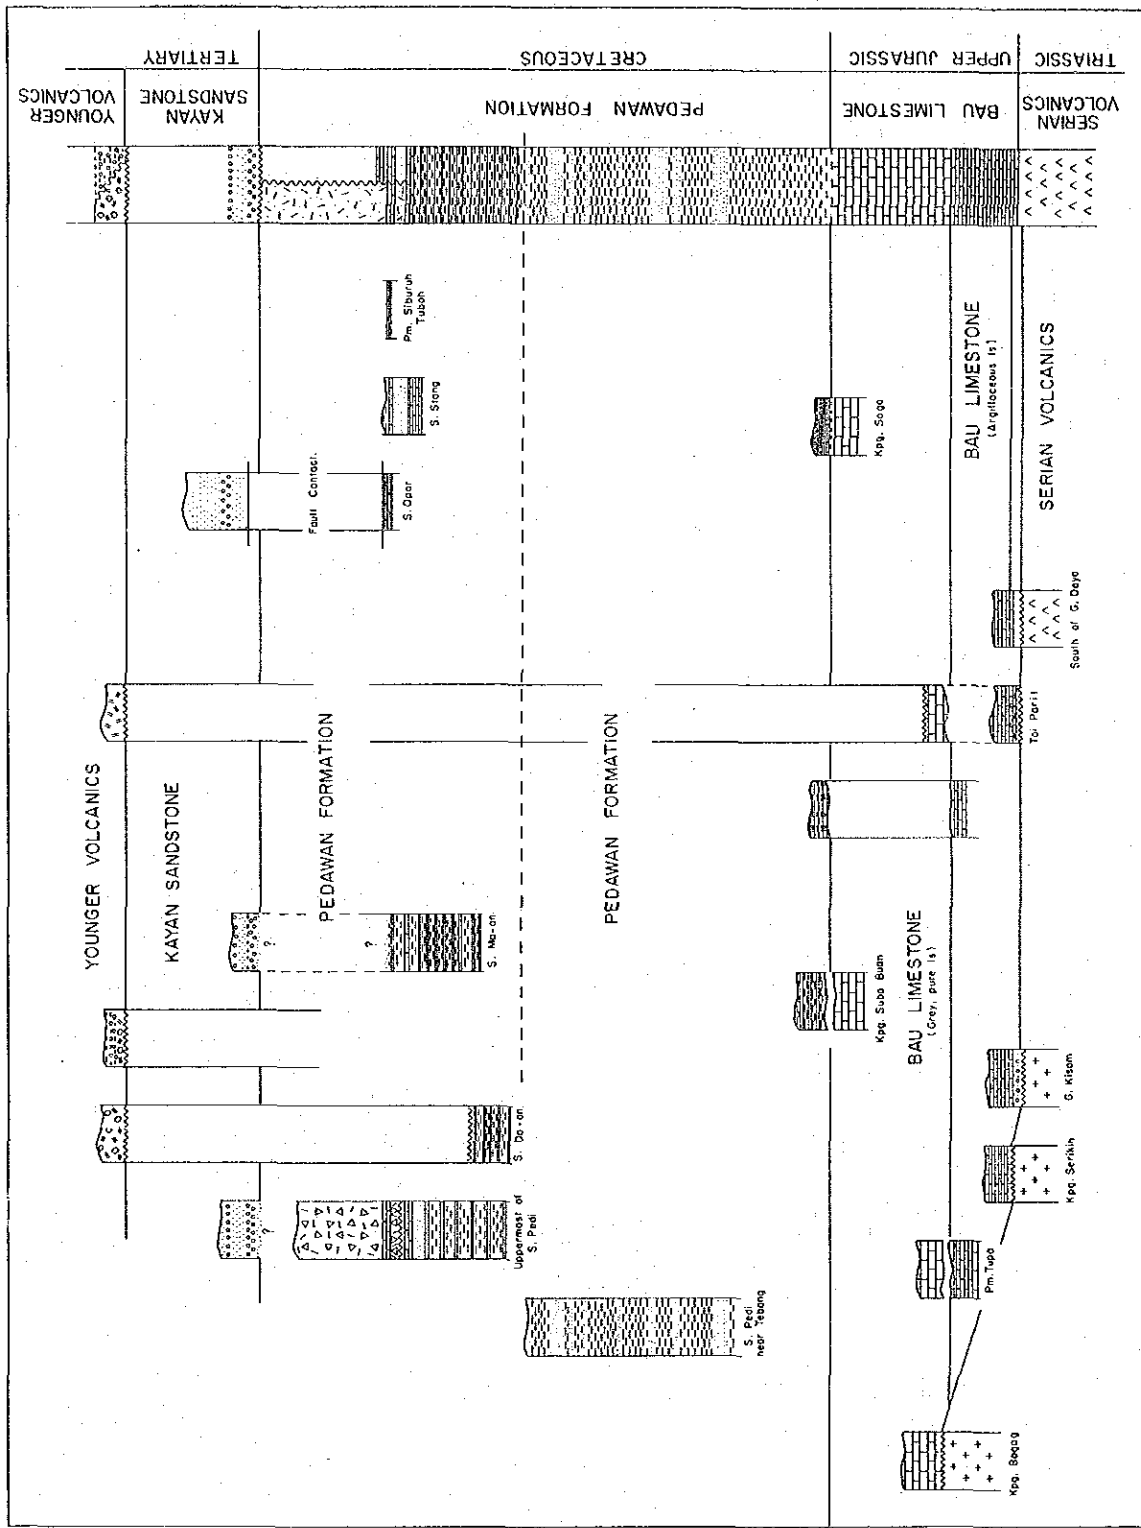 TERTIARY
CRETACEOUS
UPPER JURASSIC
TRIASSIC
YOUNGER
VOLCANICS
KAYAN
SANDSTONE
PEDAWAN FORMATION
BAU LIMESTONE
SERIAN
VOLCANICS
Pm. Siburuh
Tuboh
S. Stang
Kpg. Sogo
BAU LIMESTONE
(Argillaceous ls)
SERIAN VOLCANICS
Fault Contact.
S. Opar
South of G. Daya
Toi Parit
YOUNGER VOLCANICS
KAYAN SANDSTONE
PEDAWAN FORMATION
PEDAWAN FORMATION
?
?
S. Ma-an
Kpg. Suba Buan
BAU LIMESTONE
(Grey, pure ls)
G. Kisam
S. Da-an
Kpg. Serikin
?
Uppermost of
S. Pedi
Pm. Tupa
S. Pedi
near Tebang
Kpg. Bogag